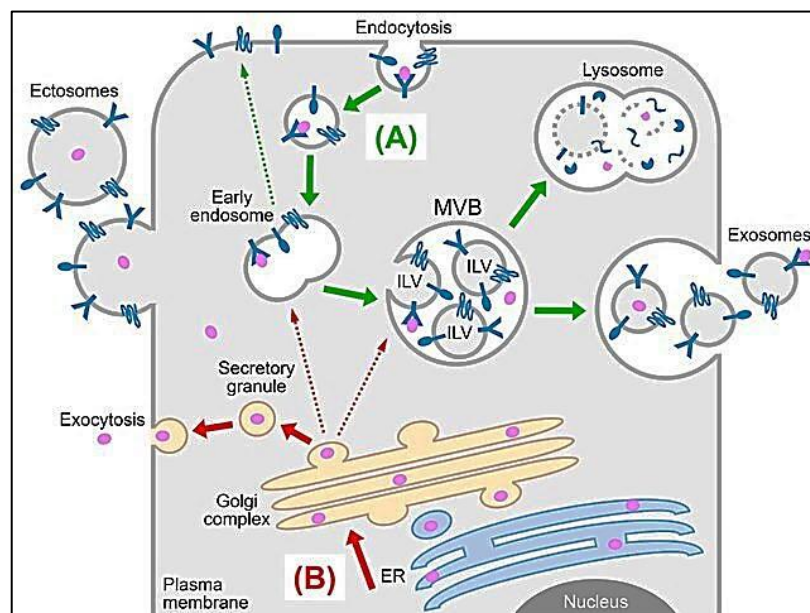 Endocytosis
Lysosome
Ectosomes
(A)
Early
endosome
MVB
Exosomes
ILV
ILV
ILV
Secretory
granule
Exocytosis
Golgi
complex
(B)
ER
Plasma
membrane
Nucleus